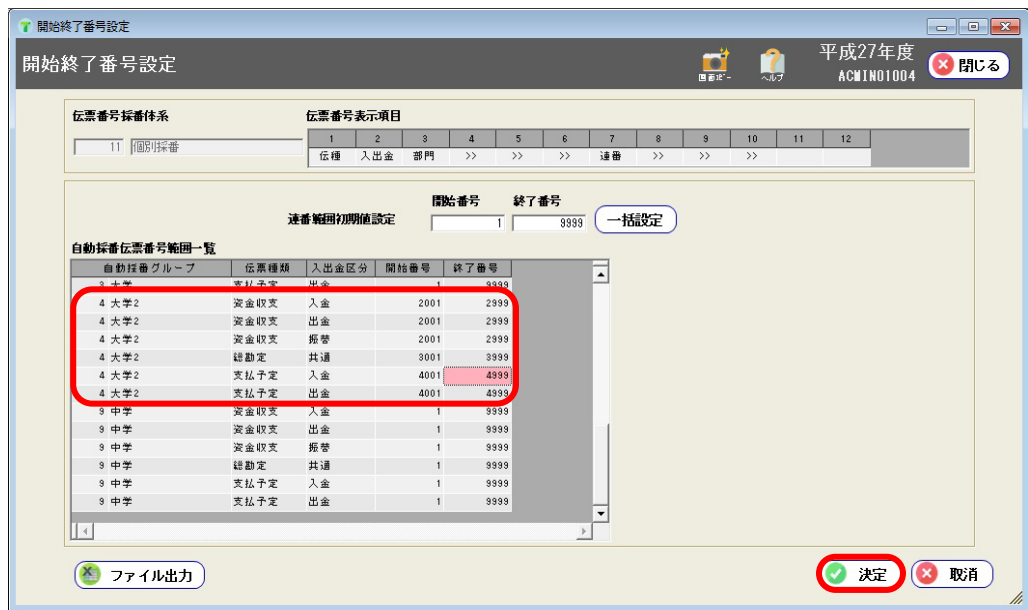 開始終了番号設定
開始終了番号設定
画面ｺﾋﾟｰ
ヘルプ
平成27年度
ACMIN01004
閉じる
伝票番号採番体系
伝票番号表示項目
11 個別採番
1 2 3 4 5 6 7 8 9 10 11 12
伝種 入出金 部門 >> >> >> 連番 >> >> >>
開始番号 終了番号
連番範囲初期値設定 1 9999 一括設定
自動採番伝票番号範囲一覧
自動採番グループ 伝票種類 入出金区分 開始番号 終了番号
3 大学 支払予定 出金 1 9999
4 大学2 資金収支 入金 2001 2999
4 大学2 資金収支 出金 2001 2999
4 大学2 資金収支 振替 2001 2999
4 大学2 総勘定 共通 3001 3999
4 大学2 支払予定 入金 4001 4999
4 大学2 支払予定 出金 4001 4999
9 中学 資金収支 入金 1 9999
9 中学 資金収支 出金 1 9999
9 中学 資金収支 振替 1 9999
9 中学 総勘定 共通 1 9999
9 中学 支払予定 入金 1 9999
9 中学 支払予定 出金 1 9999
ファイル出力
決定
取消